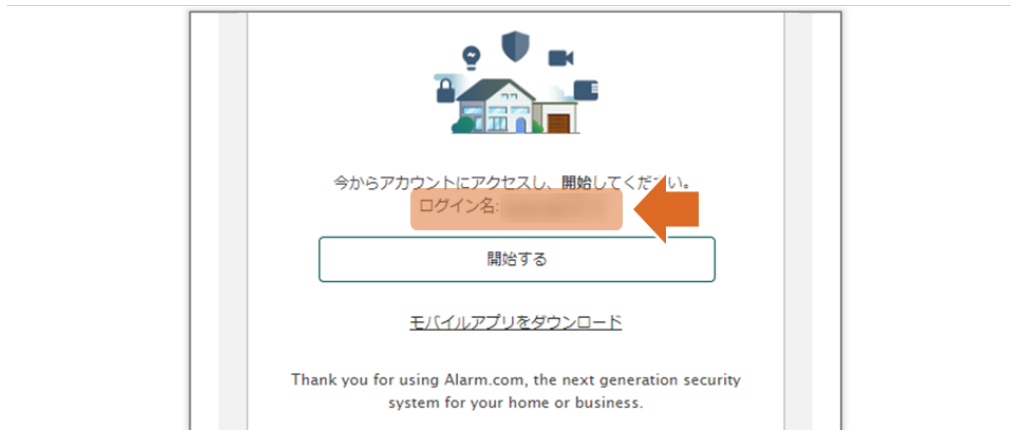 今からアカウントにアクセスし、開始してください。
ログイン名:
開始する
モバイルアプリをダウンロード
Thank you for using Alarm.com, the next generation security
system for your home or business.